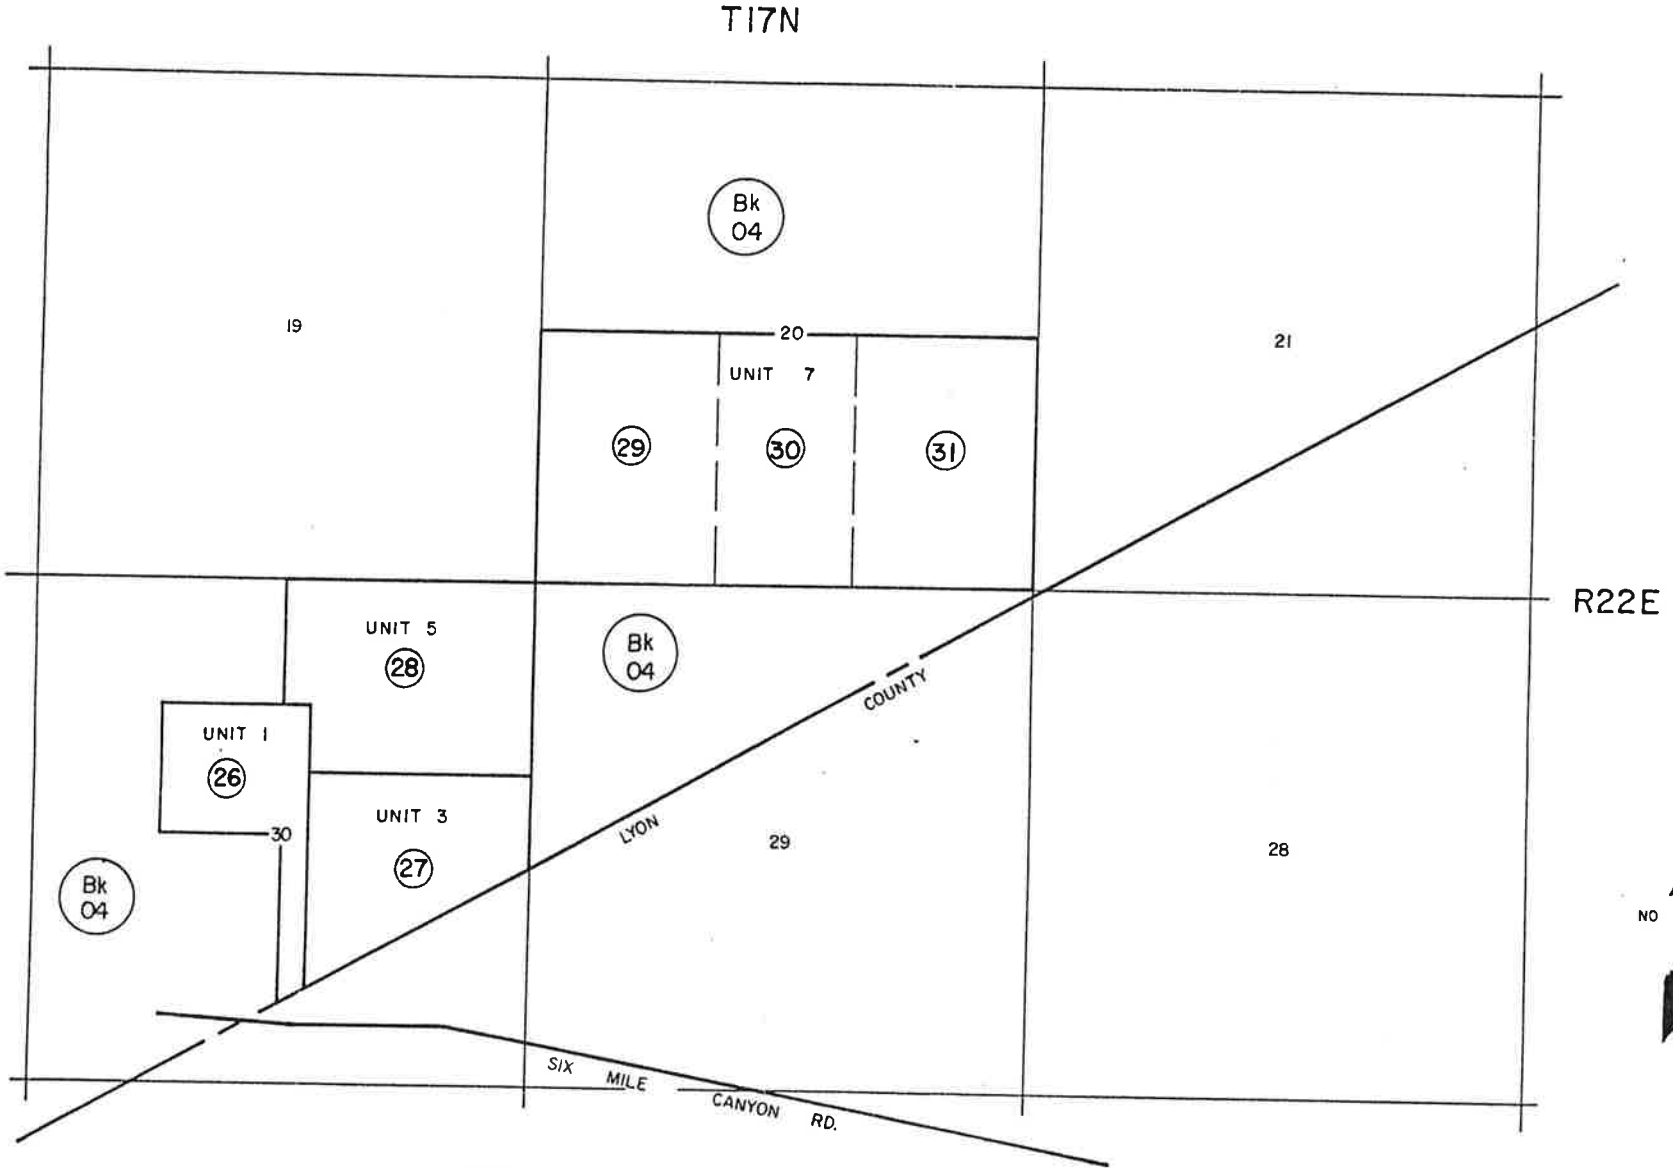 T17N
Bk
04
19
20
21
UNIT 7
29
30
31
R22E
UNIT 5
28
Bk
04
COUNTY
UNIT 1
26
UNIT 3
27
30
LYON
29
28
Bk
04
NO
SIX MILE
CANYON RD.